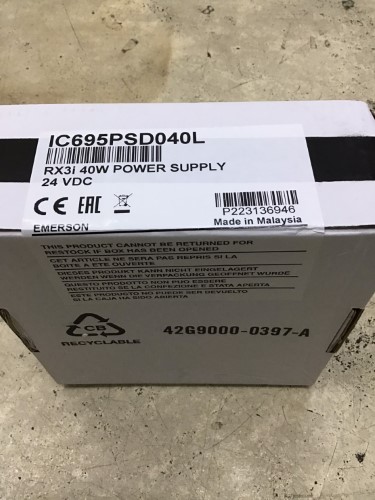 IC695PSD040L
RX3i 40W POWER SUPPLY
24 VDC
CE EAC
P223136946
EMERSON
Made in Malaysia
THIS PRODUCT CANNOT BE RETURNED FOR
RESTOCK IF BOX HAS BEEN OPENED
CET ARTICLE NE SERA PAS REPRIS SI LA
BOITE A ETE OUVERTE
DIESES PRODUKT KANN NICHT EINGELAGERT
WERDEN WENN DIE VERPACKUNG GEOFFNET WURDE
QUESTO PRODOTTO NON PUO ESSERE
RESTITUITO SE LA CONFEZIONE E STATA APERTA
NO SE PUEDE DEVUELTO
SI LA CAJA HA SIDO ABIERTA
CB
RECYCLABLE
42G9000-0397-A